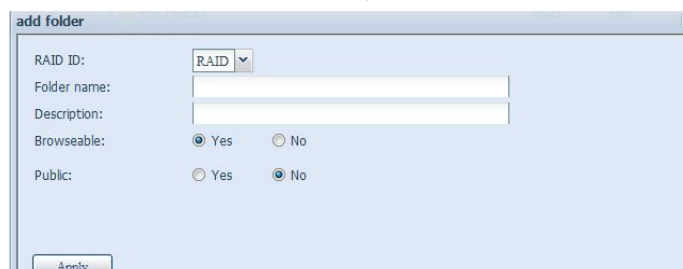 add folder
RAID ID: RAID
Folder name:
Description:
Browseable: Yes No
Public: Yes No
Apply